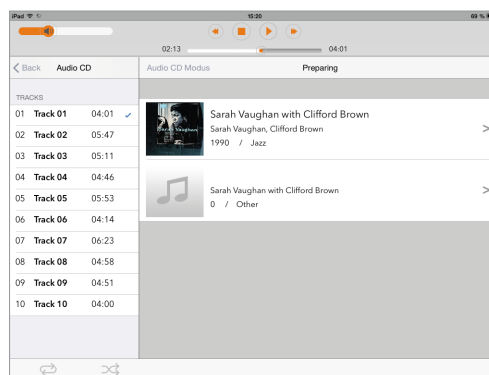 iPad 15:20 69 %
02:13 04:01
Back Audio CD
Audio CD Modus Preparing
TRACKS
01 Track 01 04:01
02 Track 02 05:47
03 Track 03 05:11
04 Track 04 04:46
05 Track 05 05:53
06 Track 06 04:14
07 Track 07 06:23
08 Track 08 04:58
09 Track 09 04:51
10 Track 10 04:00
Sarah Vaughan
Sarah Vaughan with Clifford Brown
Sarah Vaughan, Clifford Brown
1990 / Jazz
Sarah Vaughan with Clifford Brown
0 / Other